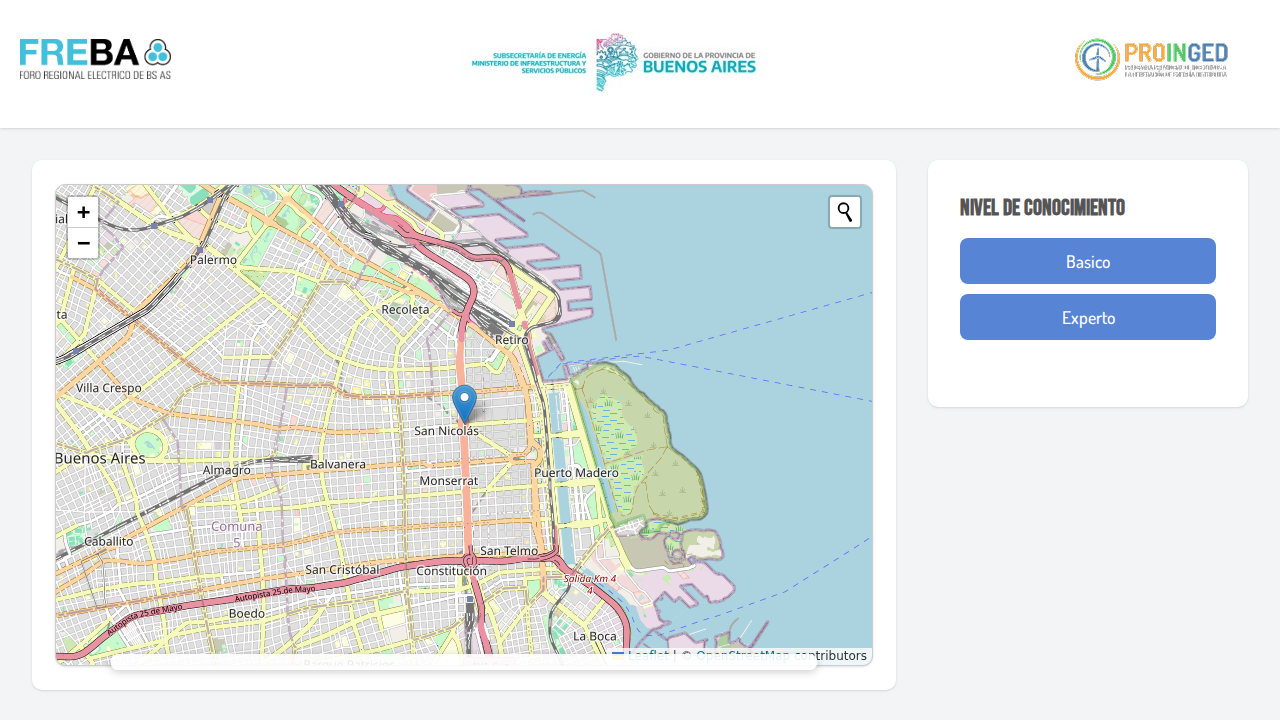 FREBA
FORO REGIONAL ELECTRICO DE BS AS
SUBSECRETARÍA DE ENERGÍA
MINISTERIO DE INFRAESTRUCTURA Y
SERVICIOS PÚBLICOS
GOBIERNO DE LA PROVINCIA DE
BUENOS AIRES
PROINGED
+
−
Palermo
Recoleta
Retiro
Villa Crespo
San Nicolás
Buenos Aires
Almagro
Balvanera
Monserrat
Puerto Madero
Comuna
5
Caballito
San Telmo
San Cristóbal
Constitución
Salida Km 4
4
Autopista 25 de Mayo
Autopista 25 de Mayo
Boedo
La Boca
Parque Patricios
Leaflet | © OpenStreetMap contributors
NIVEL DE CONOCIMIENTO
Basico
Experto